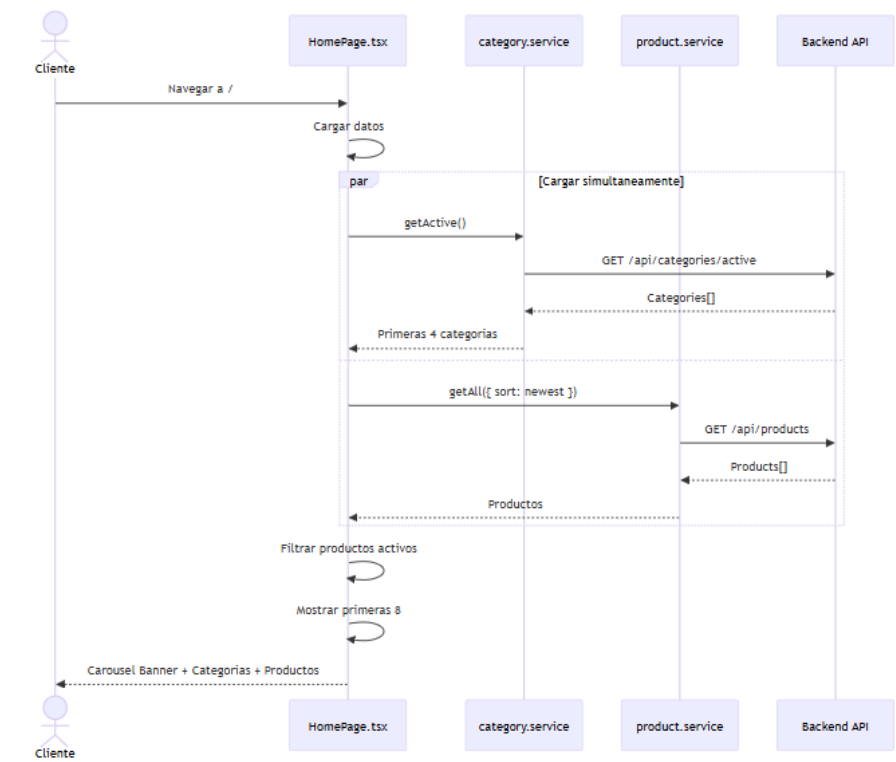 HomePage.tsx
category.service
product.service
Backend API
Cliente
Navegar a /
Cargar datos
par
[Cargar simultaneamente]
getActive()
GET /api/categories/active
Categories[]
Primeras 4 categorias
getAll({ sort: newest })
GET /api/products
Products[]
Productos
Filtrar productos activos
Mostrar primeras 8
Carousel Banner + Categorias + Productos
HomePage.tsx
category.service
product.service
Backend API
Cliente